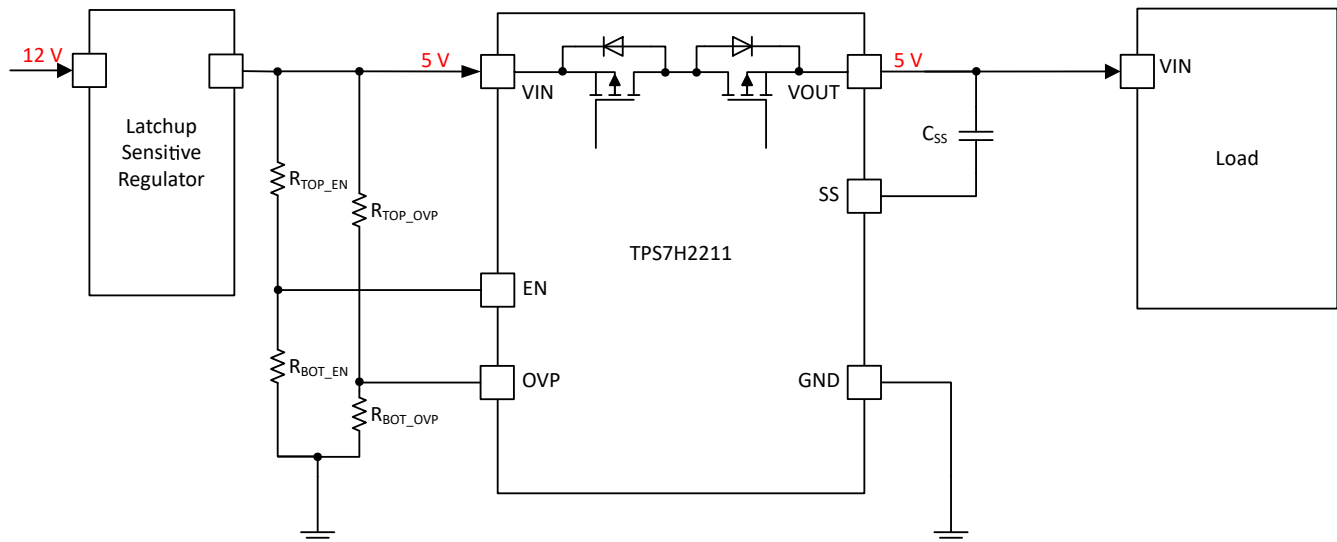 12 V
Latchup
Sensitive
Regulator
R_TOP_EN
R_TOP_OVP
R_BOT_EN
R_BOT_OVP
5 V
VIN
EN
OVP
TPS7H2211
VOUT
SS
GND
5 V
C_SS
VIN
Load